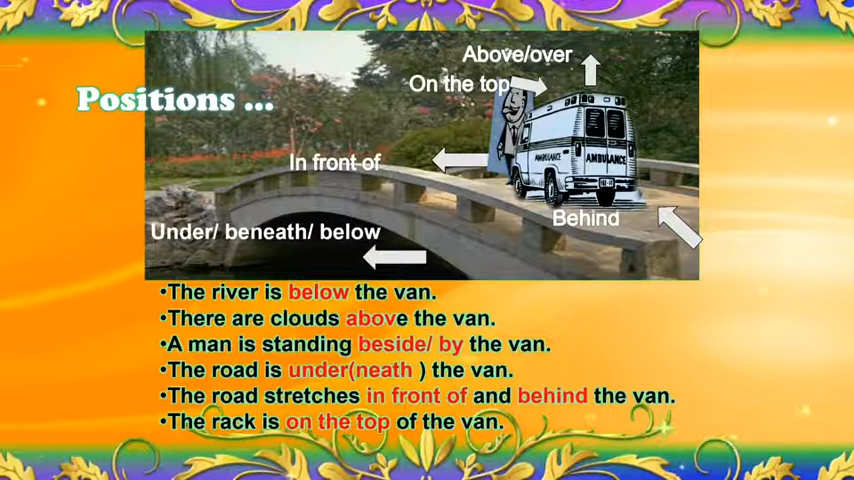 Above/over
On the top
Positions ...
In front of
AMBULANCE
AMBULANCE
Behind
Under/ beneath/ below
•The river is below the van.
•There are clouds above the van.
•A man is standing beside/ by the van.
•The road is under(neath ) the van.
•The road stretches in front of and behind the van.
•The rack is on the top of the van.